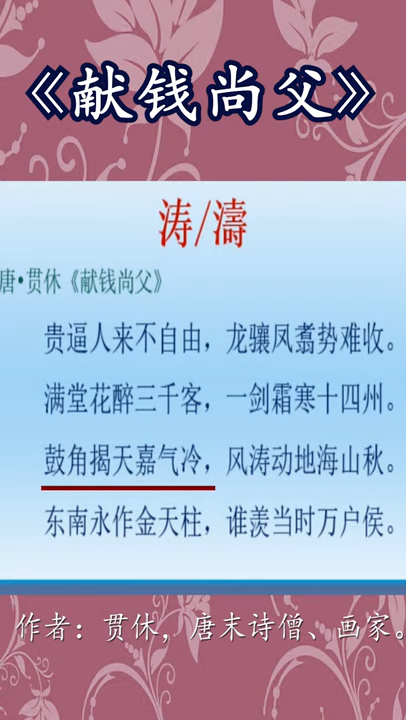 《献钱尚父》
涛/濤
唐•贯休《献钱尚父》
贵逼人来不自由，龙骧凤翥势难收。
满堂花醉三千客，一剑霜寒十四州。
鼓角揭天嘉气冷，风涛动地海山秋。
东南永作金天柱，谁羡当时万户侯。
作者：贯休，唐末诗僧、画家。